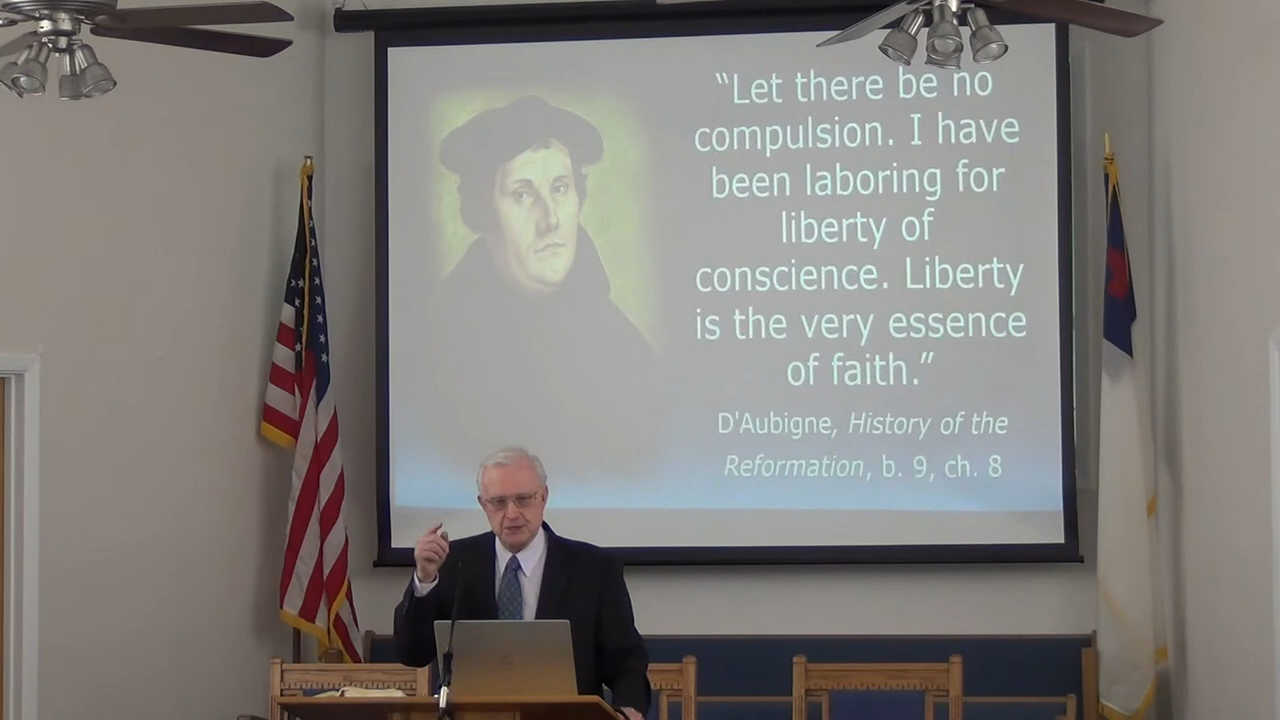 “Let there be no
compulsion. I have
been laboring for
liberty of
conscience. Liberty
is the very essence
of faith.”
D'Aubigne, History of the
Reformation, b. 9, ch. 8